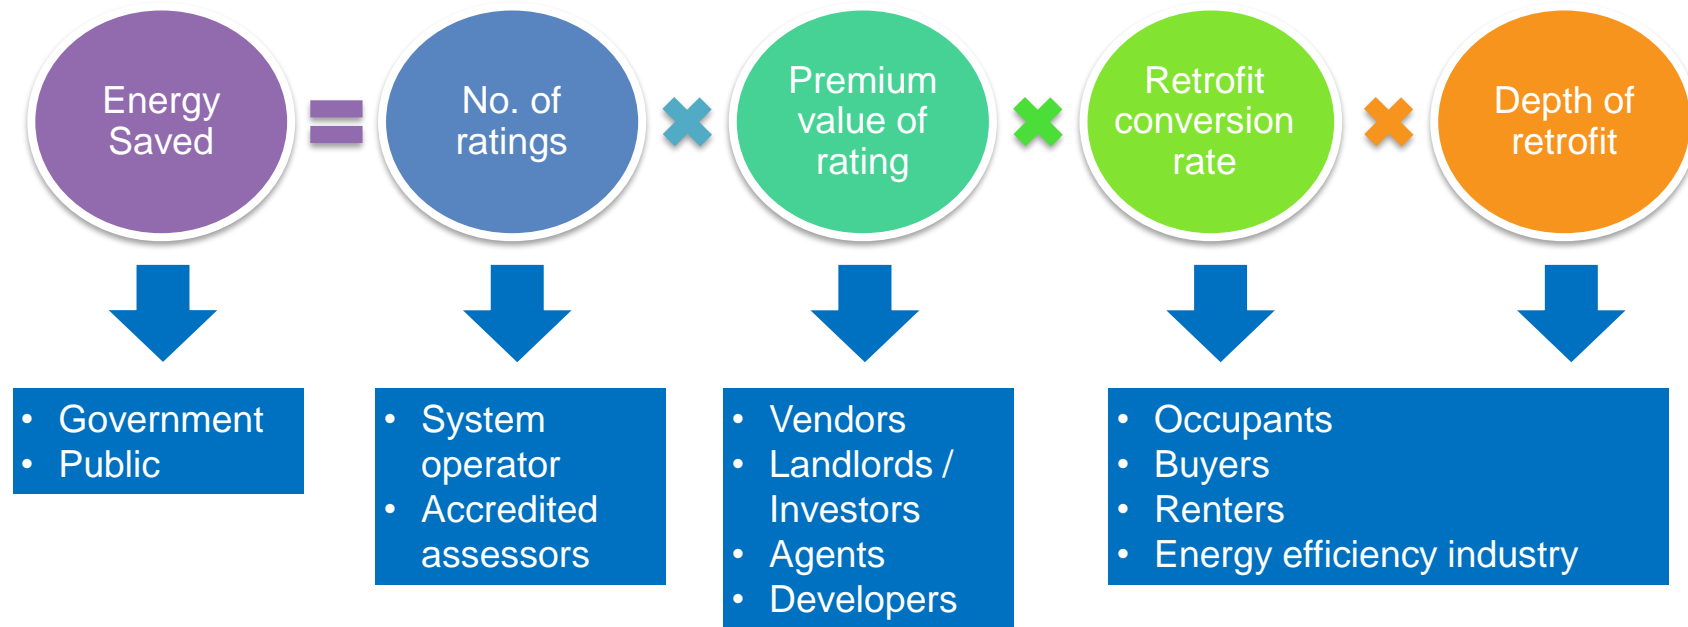 Energy
Saved
=
No. of
ratings
×
Premium
value of
rating
×
Retrofit
conversion
rate
×
Depth of
retrofit
• Government
• Public
• System
operator
• Accredited
assessors
• Vendors
• Landlords /
Investors
• Agents
• Developers
• Occupants
• Buyers
• Renters
• Energy efficiency industry